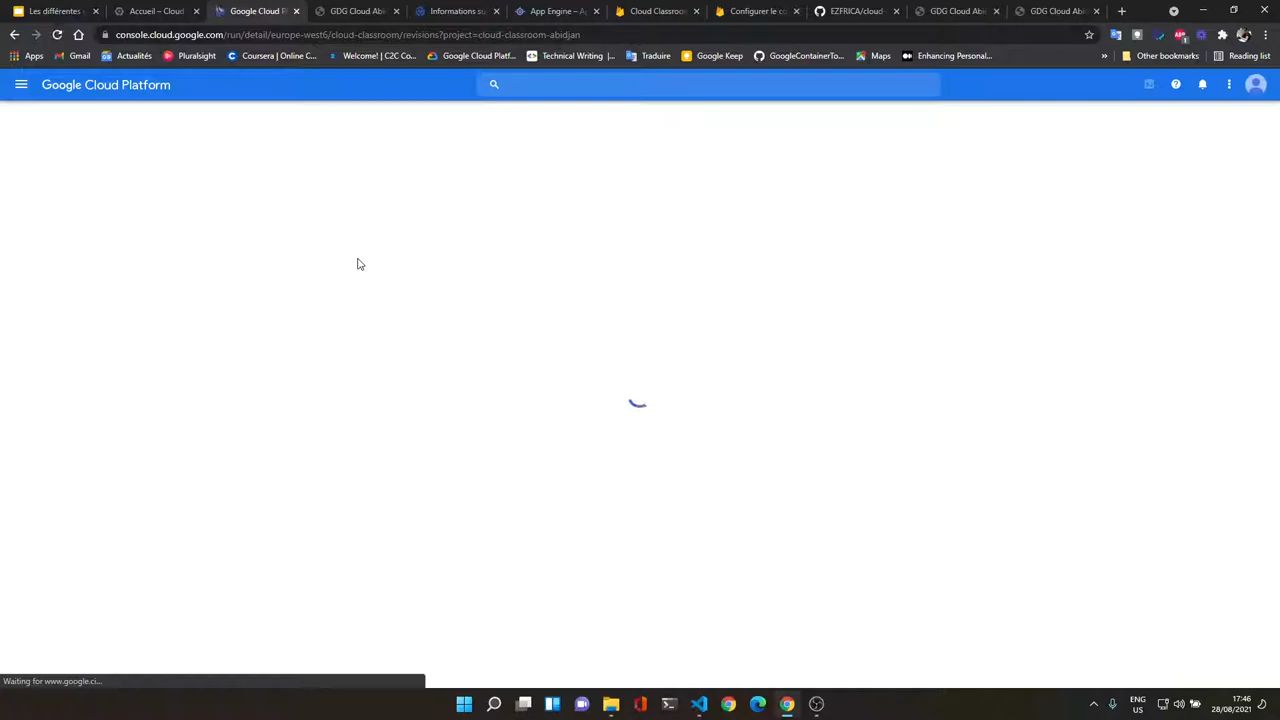 Les différentes
Accueil – Cloud
Google Cloud P
GDG Cloud Abi
Informations su
App Engine – A
Cloud Classroo
Configurer le co
EZFRICA/cloud-
GDG Cloud Abi
GDG Cloud Abi
console.cloud.google.com/run/detail/europe-west6/cloud-classroom/revisions?project=cloud-classroom-abidjan
Apps
Gmail
Actualités
Pluralsight
Coursera | Online C...
Welcome! | C2C Co...
Google Cloud Platf...
Technical Writing |...
Traduire
Google Keep
GoogleContainerTo...
Maps
Enhancing Personal...
Other bookmarks
Reading list
Google Cloud Platform
Waiting for www.google.ci...
ENG
US
17:46
28/08/2021